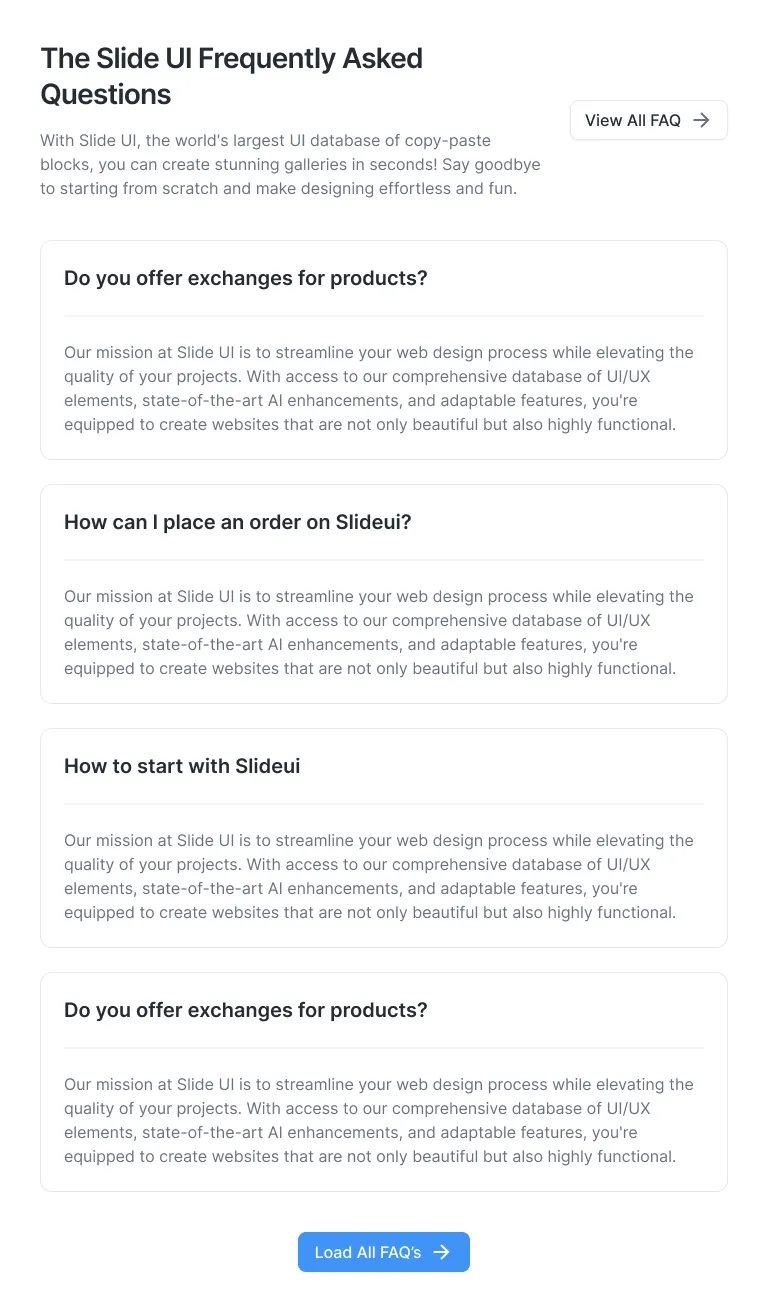 The Slide UI Frequently Asked
Questions
With Slide UI, the world's largest UI database of copy-paste
blocks, you can create stunning galleries in seconds! Say goodbye
to starting from scratch and make designing effortless and fun.
View All FAQ
Do you offer exchanges for products?
Our mission at Slide UI is to streamline your web design process while elevating the
quality of your projects. With access to our comprehensive database of UI/UX
elements, state-of-the-art AI enhancements, and adaptable features, you're
equipped to create websites that are not only beautiful but also highly functional.
How can I place an order on Slideui?
Our mission at Slide UI is to streamline your web design process while elevating the
quality of your projects. With access to our comprehensive database of UI/UX
elements, state-of-the-art AI enhancements, and adaptable features, you're
equipped to create websites that are not only beautiful but also highly functional.
How to start with Slideui
Our mission at Slide UI is to streamline your web design process while elevating the
quality of your projects. With access to our comprehensive database of UI/UX
elements, state-of-the-art AI enhancements, and adaptable features, you're
equipped to create websites that are not only beautiful but also highly functional.
Do you offer exchanges for products?
Our mission at Slide UI is to streamline your web design process while elevating the
quality of your projects. With access to our comprehensive database of UI/UX
elements, state-of-the-art AI enhancements, and adaptable features, you're
equipped to create websites that are not only beautiful but also highly functional.
Load All FAQ’s